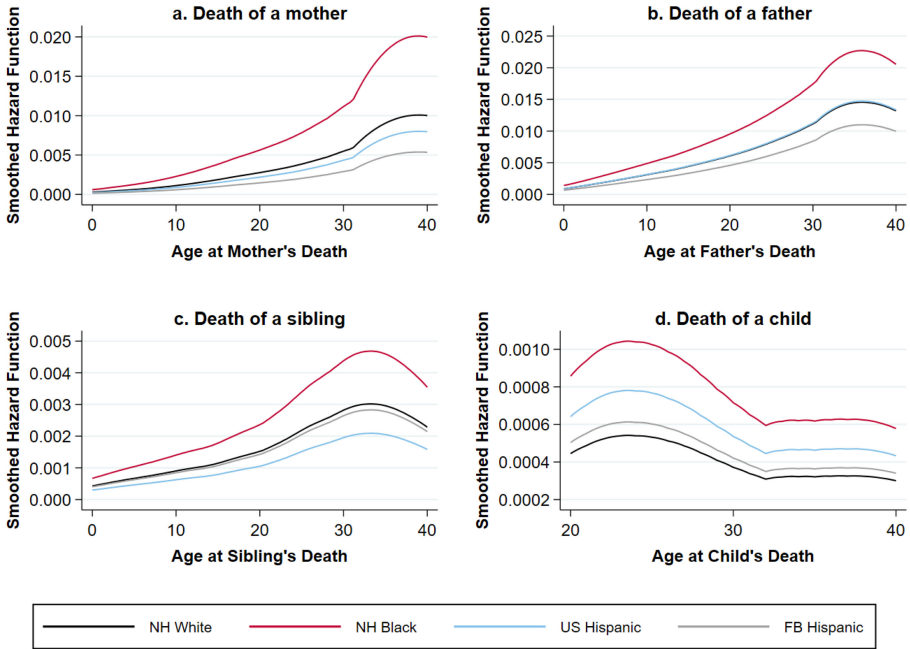 a. Death of a mother
Smoothed Hazard Function
0.020
0.015
0.010
0.005
0.000
0 10 20 30 40
Age at Mother's Death
b. Death of a father
Smoothed Hazard Function
0.025
0.020
0.015
0.010
0.005
0.000
0 10 20 30 40
Age at Father's Death
c. Death of a sibling
Smoothed Hazard Function
0.005
0.004
0.003
0.002
0.001
0.000
0 10 20 30 40
Age at Sibling's Death
d. Death of a child
Smoothed Hazard Function
0.0010
0.0008
0.0006
0.0004
0.0002
20 30 40
Age at Child's Death
NH White NH Black US Hispanic FB Hispanic